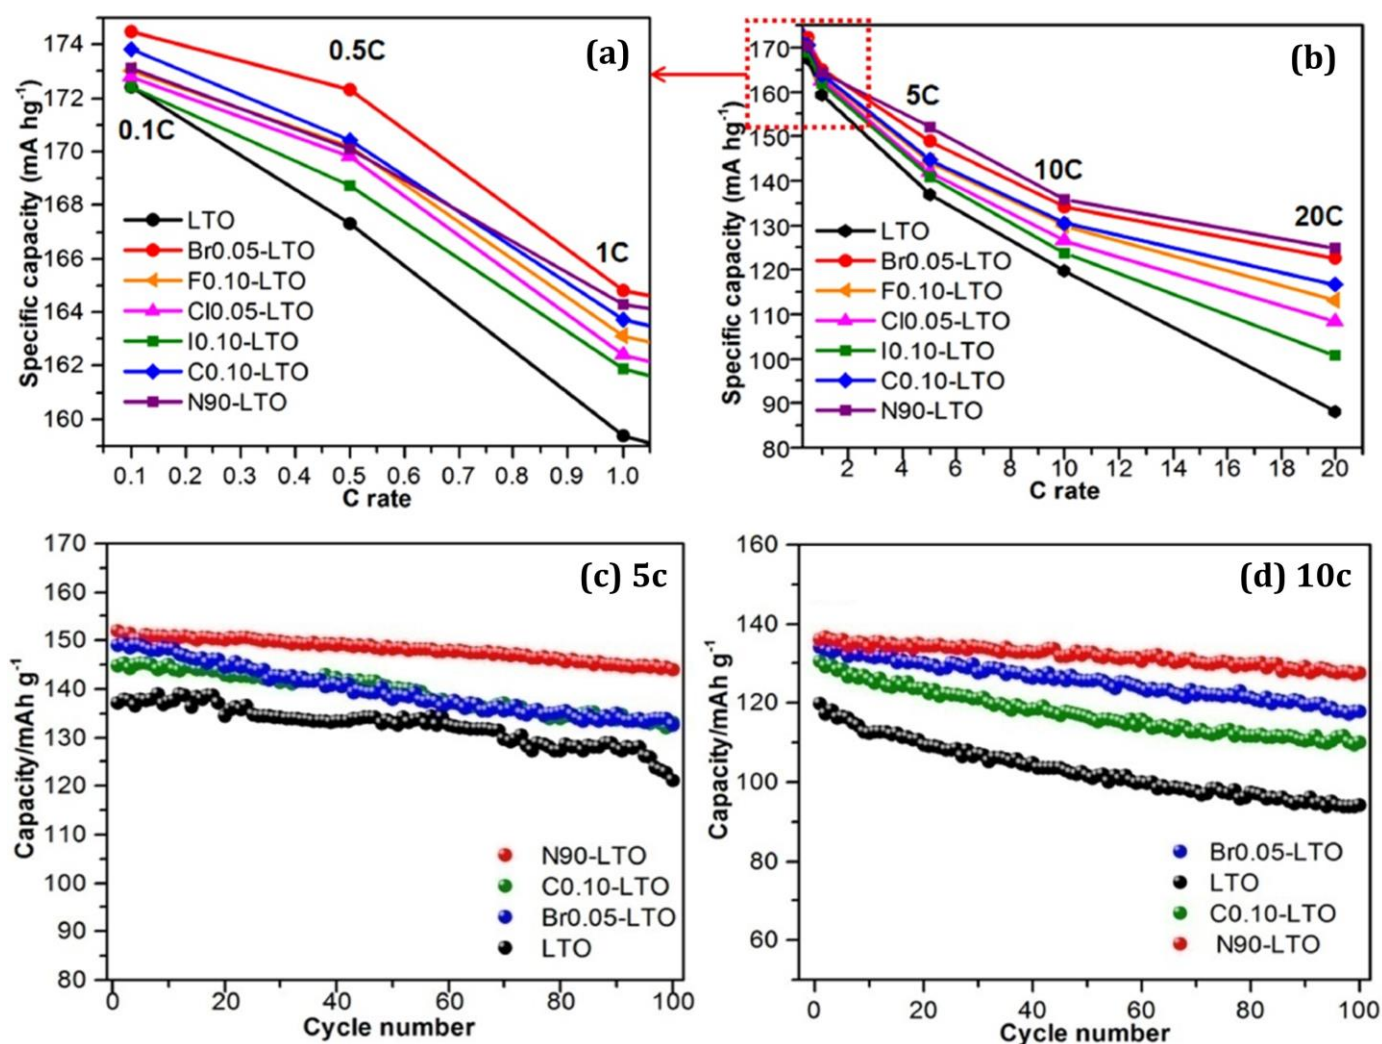 Specific capacity (mA hg⁻¹)
174
172
170
168
166
164
162
160
(a)
0.5C
0.1C
1C
LTO
Br0.05-LTO
F0.10-LTO
Cl0.05-LTO
I0.10-LTO
C0.10-LTO
N90-LTO
0.1 0.2 0.3 0.4 0.5 0.6 0.7 0.8 0.9 1.0
C rate
Specific capacity (mA hg⁻¹)
170
160
150
140
130
120
110
100
90
80
(b)
5C
10C
20C
LTO
Br0.05-LTO
F0.10-LTO
Cl0.05-LTO
I0.10-LTO
C0.10-LTO
N90-LTO
2 4 6 8 10 12 14 16 18 20
C rate
Capacity/mAh g⁻¹
170
160
150
140
130
120
110
100
90
80
(c) 5c
N90-LTO
C0.10-LTO
Br0.05-LTO
LTO
0 20 40 60 80 100
Cycle number
Capacity/mAh g⁻¹
160
140
120
100
80
60
(d) 10c
Br0.05-LTO
LTO
C0.10-LTO
N90-LTO
0 20 40 60 80 100
Cycle number